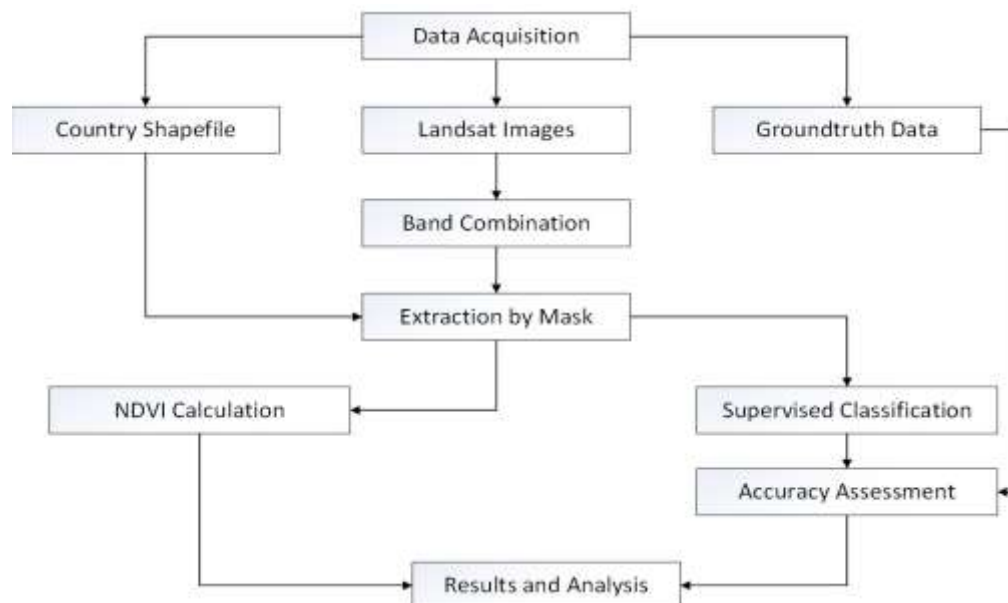 Data Acquisition
Country Shapefile
Landsat Images
Groundtruth Data
Band Combination
Extraction by Mask
NDVI Calculation
Supervised Classification
Accuracy Assessment
Results and Analysis